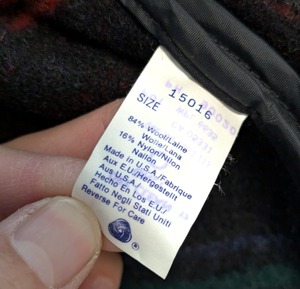 15016
SIZE
84% Wool/Laine
Wolle/Lana
16% Nylon/Nilon
Nailon
Made in U.S.A./Fabrique
Aux E.U./Hergestellt
Aus U.S.A./
Hecho En Los E.U./
Fatto Negli Stati Uniti
Reverse For Care